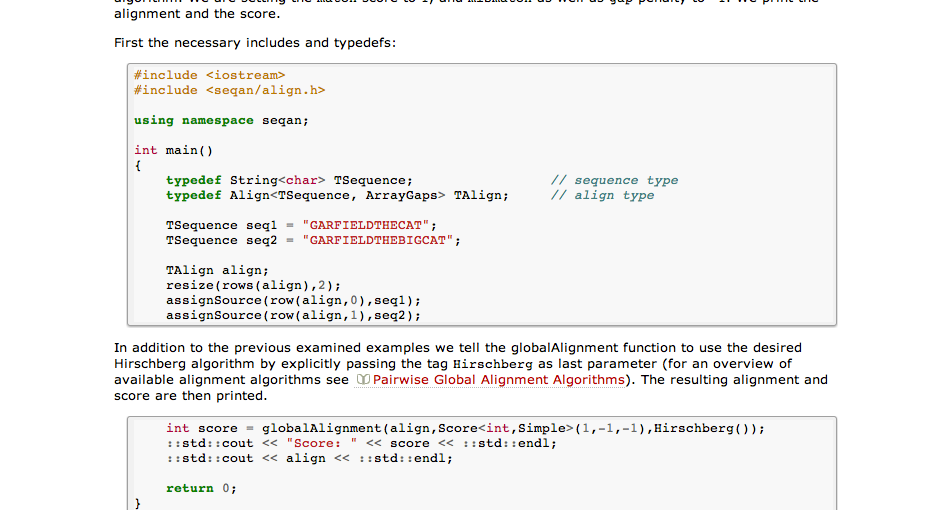 alignment and the score.
First the necessary includes and typedefs:
#include <iostream>
#include <seqan/align.h>
using namespace seqan;
int main()
{
typedef String<char> TSequence; // sequence type
typedef Align<TSequence, ArrayGaps> TAlign; // align type
TSequence seq1 = "GARFIELDTHECAT";
TSequence seq2 = "GARFIELDTHEBIGCAT";
TAlign align;
resize(rows(align),2);
assignSource(row(align,0),seq1);
assignSource(row(align,1),seq2);
In addition to the previous examined examples we tell the globalAlignment function to use the desired
Hirschberg algorithm by explicitly passing the tag Hirschberg as last parameter (for an overview of
available alignment algorithms see Pairwise Global Alignment Algorithms). The resulting alignment and
score are then printed.
int score = globalAlignment(align,Score<int,Simple>(1,-1,-1),Hirschberg());
::std::cout << "Score: " << score << ::std::endl;
::std::cout << align << ::std::endl;
return 0;
}